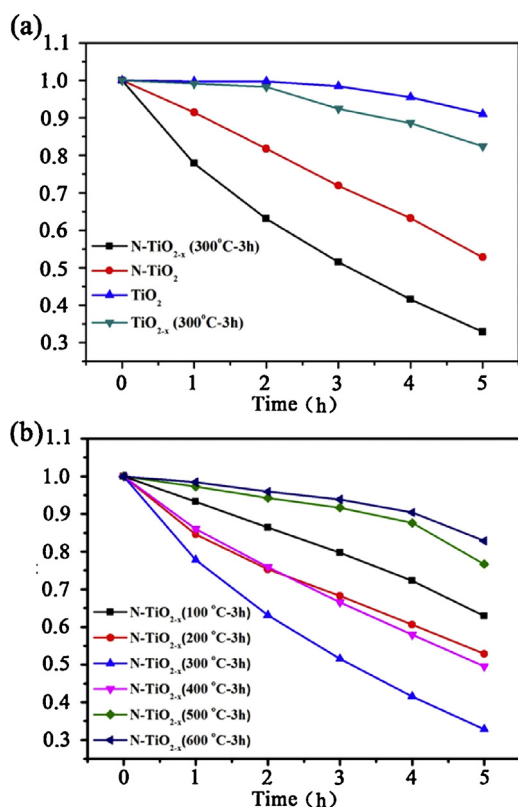 (a)
1.1
1.0
0.9
0.8
0.7
0.6
0.5
0.4
0.3
N-TiO₂₋ₓ (300°C-3h)
N-TiO₂
TiO₂
TiO₂₋ₓ (300°C-3h)
0 1 2 3 4 5
Time（h）
(b)
1.1
1.0
0.9
0.8
0.7
0.6
0.5
0.4
0.3
N-TiO₂₋ₓ(100 °C-3h)
N-TiO₂₋ₓ(200 °C-3h)
N-TiO₂₋ₓ(300 °C-3h)
N-TiO₂₋ₓ(400 °C-3h)
N-TiO₂₋ₓ(500 °C-3h)
N-TiO₂₋ₓ(600 °C-3h)
0 1 2 3 4 5
Time（h）